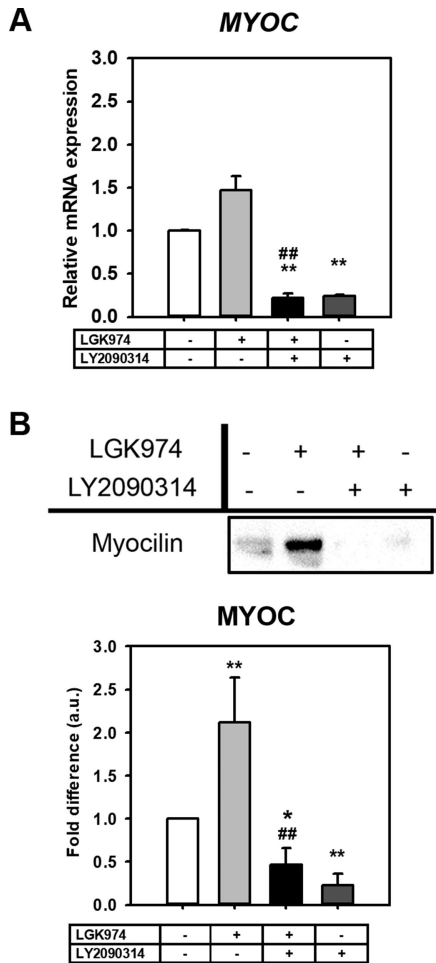 A
MYOC
Relative mRNA expression
3.0
2.5
2.0
1.5
1.0
0.5
0.0
##
**
**
LGK974 - + + -
LY2090314 - - + +
B
LGK974 - + + -
LY2090314 - - + +
Myocilin
MYOC
Fold difference (a.u.)
3.0
2.5
2.0
1.5
1.0
0.5
0.0
**
*
##
**
LGK974 - + + -
LY2090314 - - + +